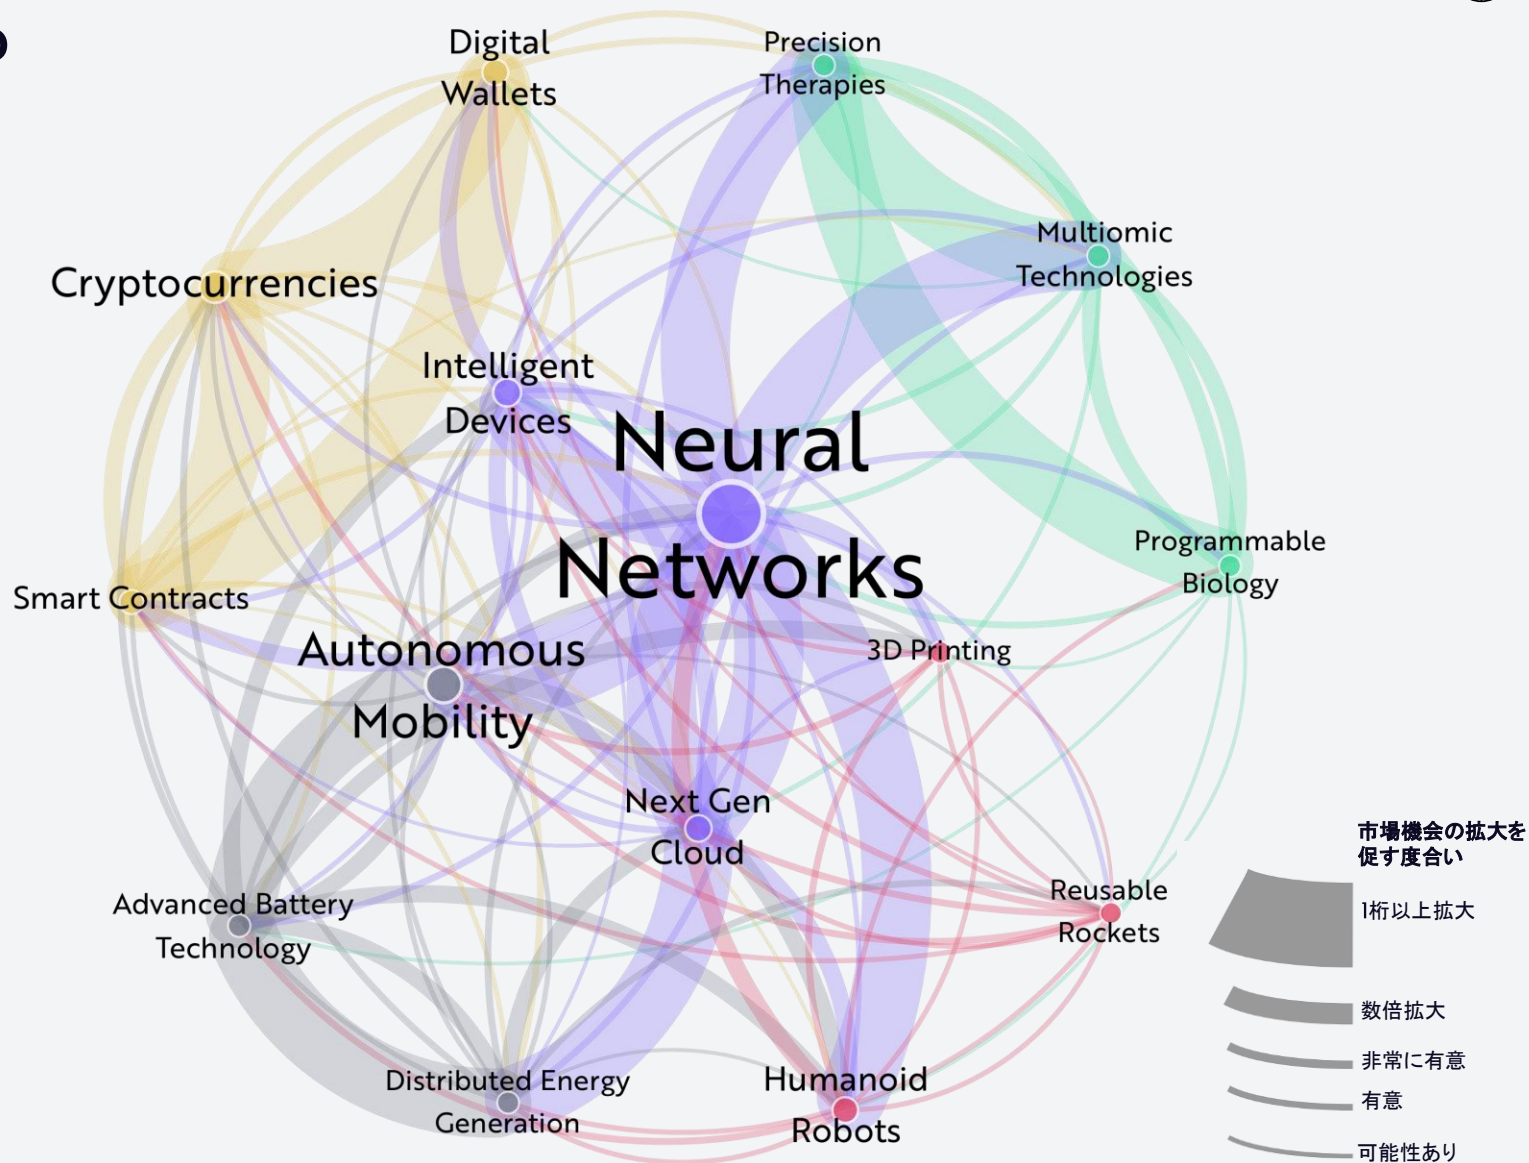 Digital
Wallets
Precision
Therapies
Multiomic
Technologies
Cryptocurrencies
Intelligent
Devices
Neural
Networks
Programmable
Biology
Smart Contracts
Autonomous
Mobility
3D Printing
Next Gen
Cloud
市場機会の拡大を
促す度合い
1桁以上拡大
数倍拡大
非常に有意
有意
可能性あり
Advanced Battery
Technology
Reusable
Rockets
Distributed Energy
Generation
Humanoid
Robots